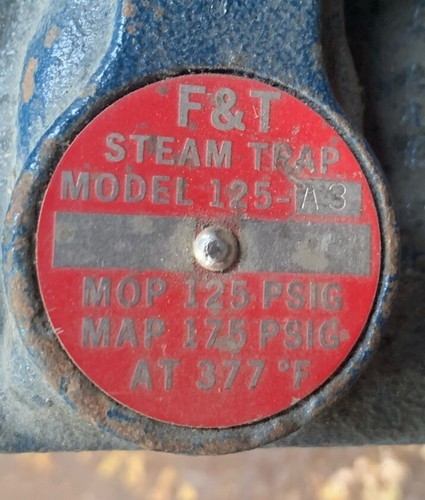 F&T
STEAM TRAP
MODEL 125-A3
MOP 125 PSIG
MAP 175 PSIG
AT 377 °F